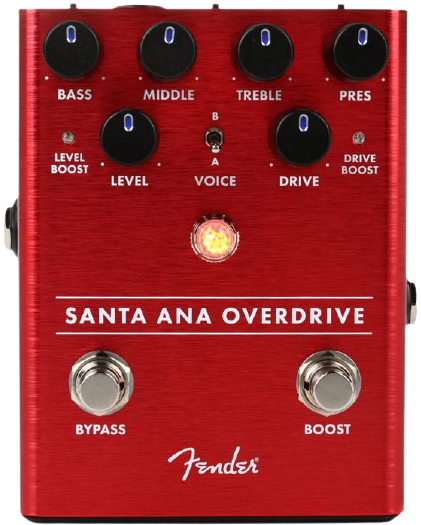 BASS MIDDLE TREBLE PRES
B
LEVEL BOOST
DRIVE BOOST
A
LEVEL VOICE DRIVE
SANTA ANA OVERDRIVE
BYPASS BOOST
Fender